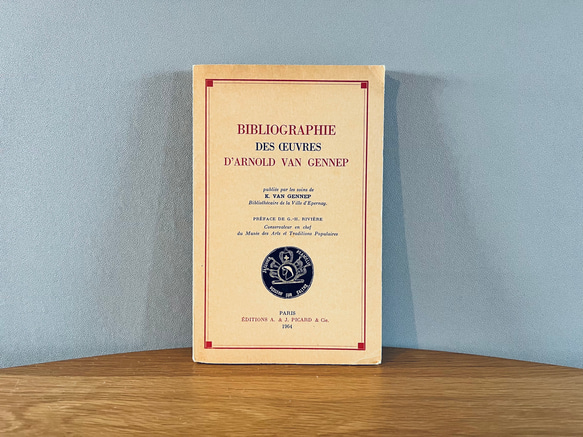 BIBLIOGRAPHIE
DES ŒUVRES
D'ARNOLD VAN GENNEP
publiée par les soins de
K. VAN GENNEP
Bibliothécaire de la Ville d'Epernay.
PRÉFACE DE G.-H. RIVIÈRE
Conservateur en chef
du Musée des Arts et Traditions Populaires
PARIS
ÉDITIONS A. & J. PICARD & Cie.
1964